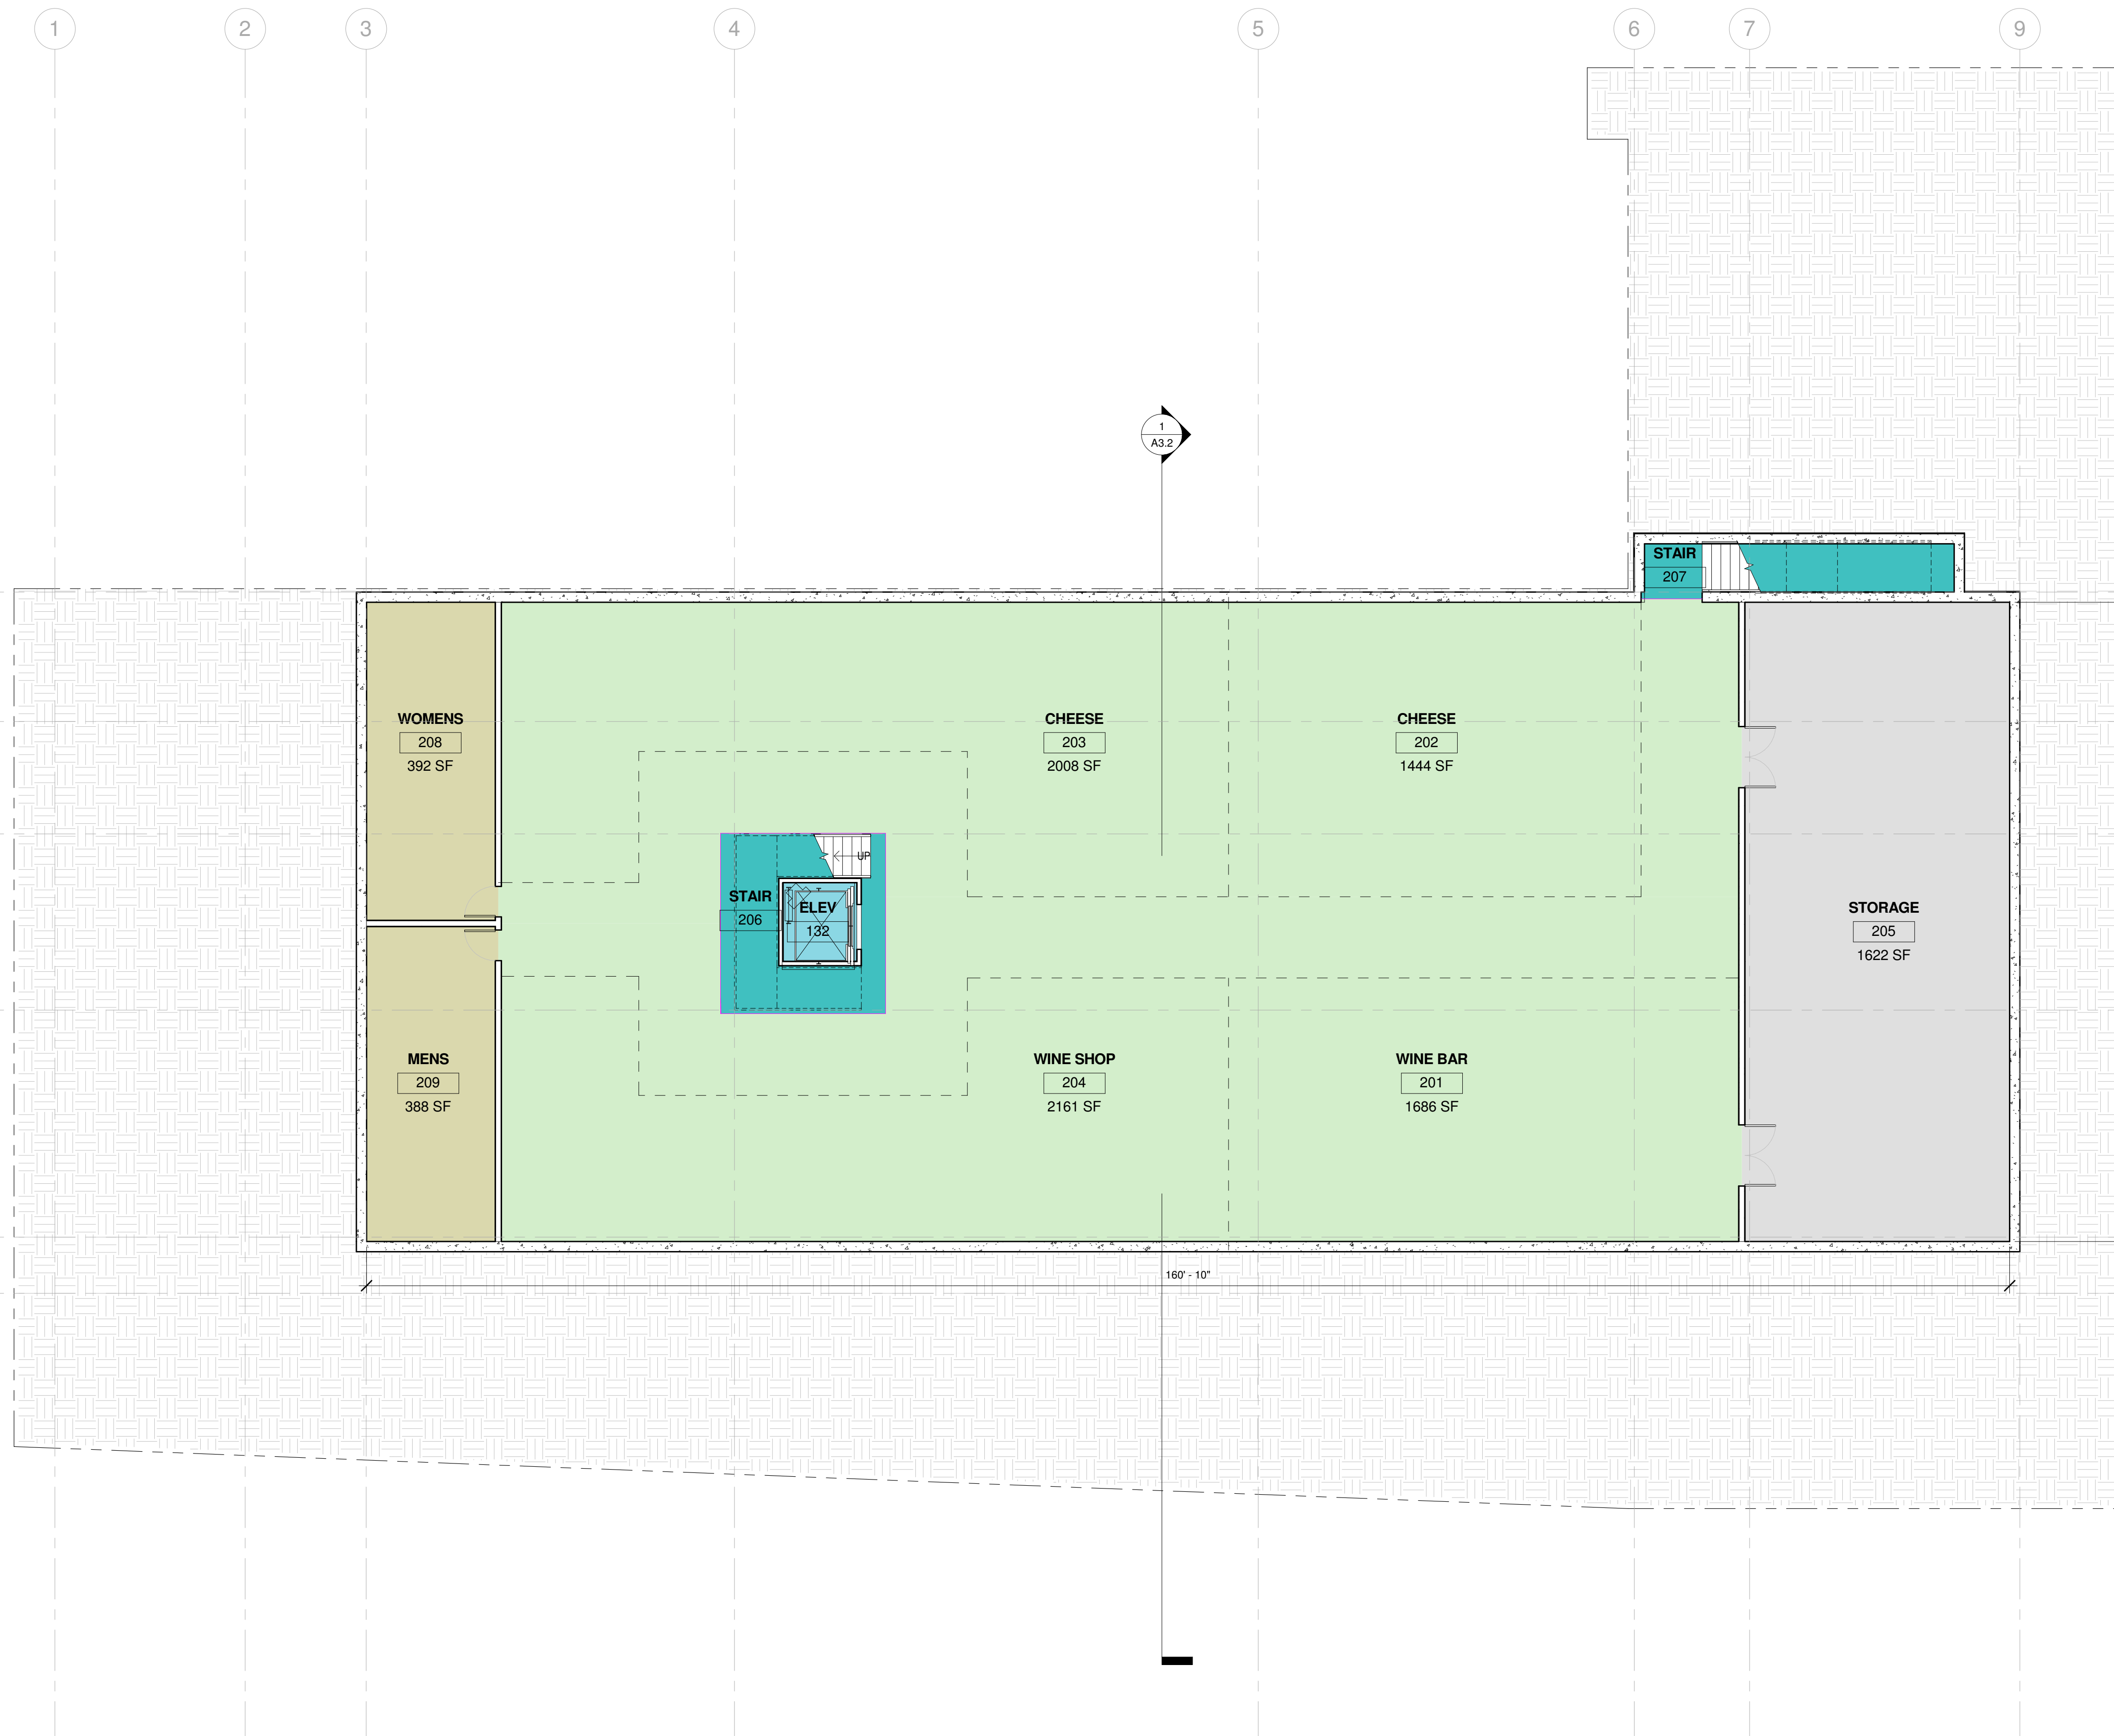 1
2
3
4
5
6
7
9
1
A3.2
STAIR
207
WOMENS
208
392 SF
CHEESE
203
2008 SF
CHEESE
202
1444 SF
UP
STAIR
206
ELEV
132
STORAGE
205
1622 SF
MENS
209
388 SF
WINE SHOP
204
2161 SF
WINE BAR
201
1686 SF
160' - 10"